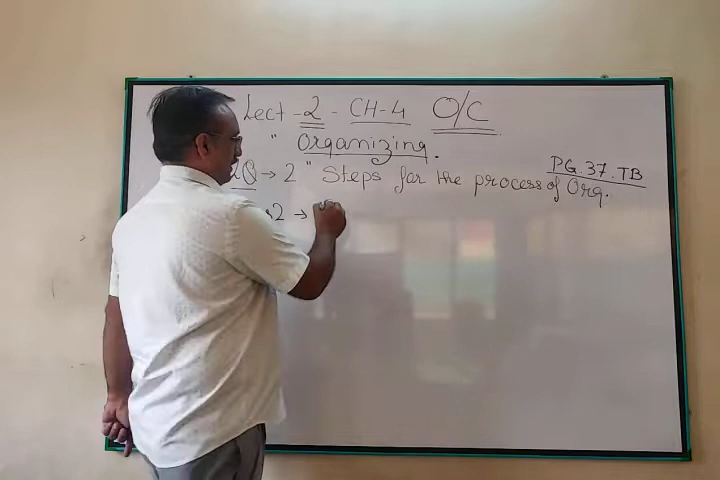 Lect - 2 - CH-4 O/C
" Organizing.
PG. 37. TB
Q → 2 " Steps for the process of Org.
2 →